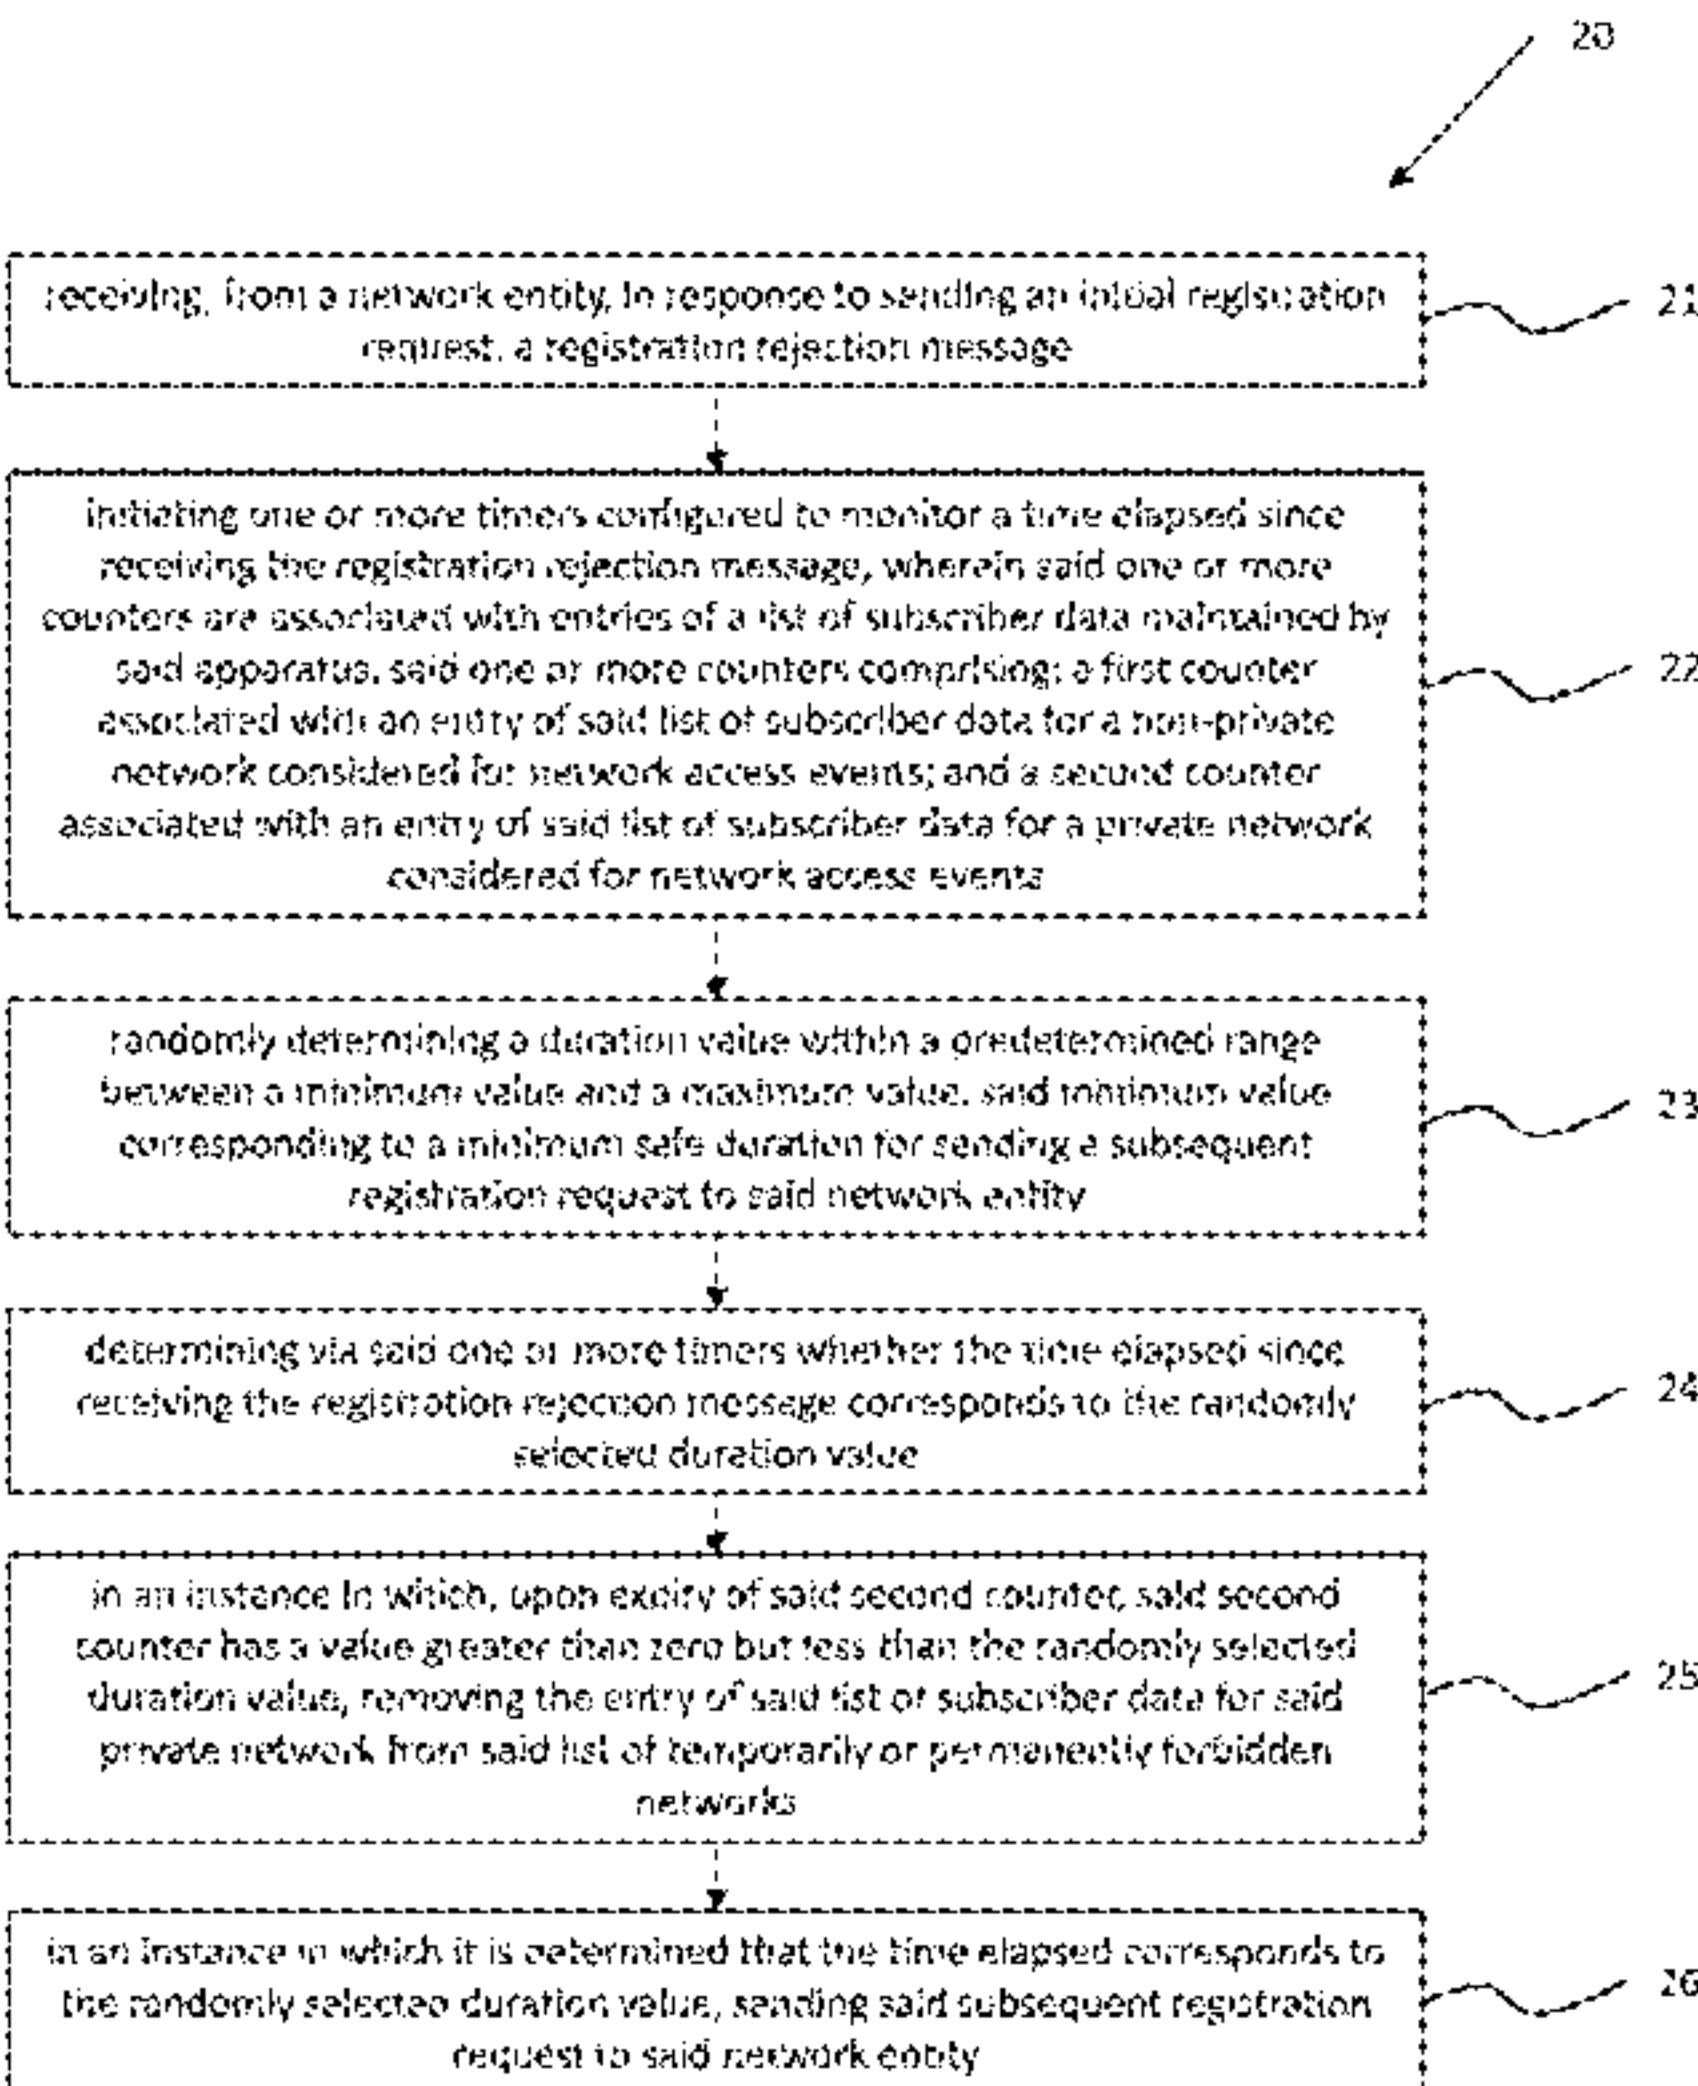 20
receiving, from a network entity, in response to sending an initial registration
request, a registration rejection message
21
initiating one or more timers configured to monitor a time elapsed since
receiving the registration rejection message, wherein said one or more
counters are associated with entries of a list of subscriber data maintained by
said apparatus, said one or more counters comprising: a first counter
associated with an entry of said list of subscriber data for a non-private
network considered for network access events; and a second counter
associated with an entry of said list of subscriber data for a private network
considered for network access events
22
randomly determining a duration value within a predetermined range
between a minimum value and a maximum value, said minimum value
corresponding to a minimum safe duration for sending a subsequent
registration request to said network entity
23
determining via said one or more timers whether the time elapsed since
receiving the registration rejection message corresponds to the randomly
selected duration value
24
in an instance in which, upon expiry of said second counter, said second
counter has a value greater than zero but less than the randomly selected
duration value, removing the entry of said list of subscriber data for said
private network from said list of temporarily or permanently forbidden
networks
25
in an instance in which it is determined that the time elapsed corresponds to
the randomly selected duration value, sending said subsequent registration
request to said network entity
26